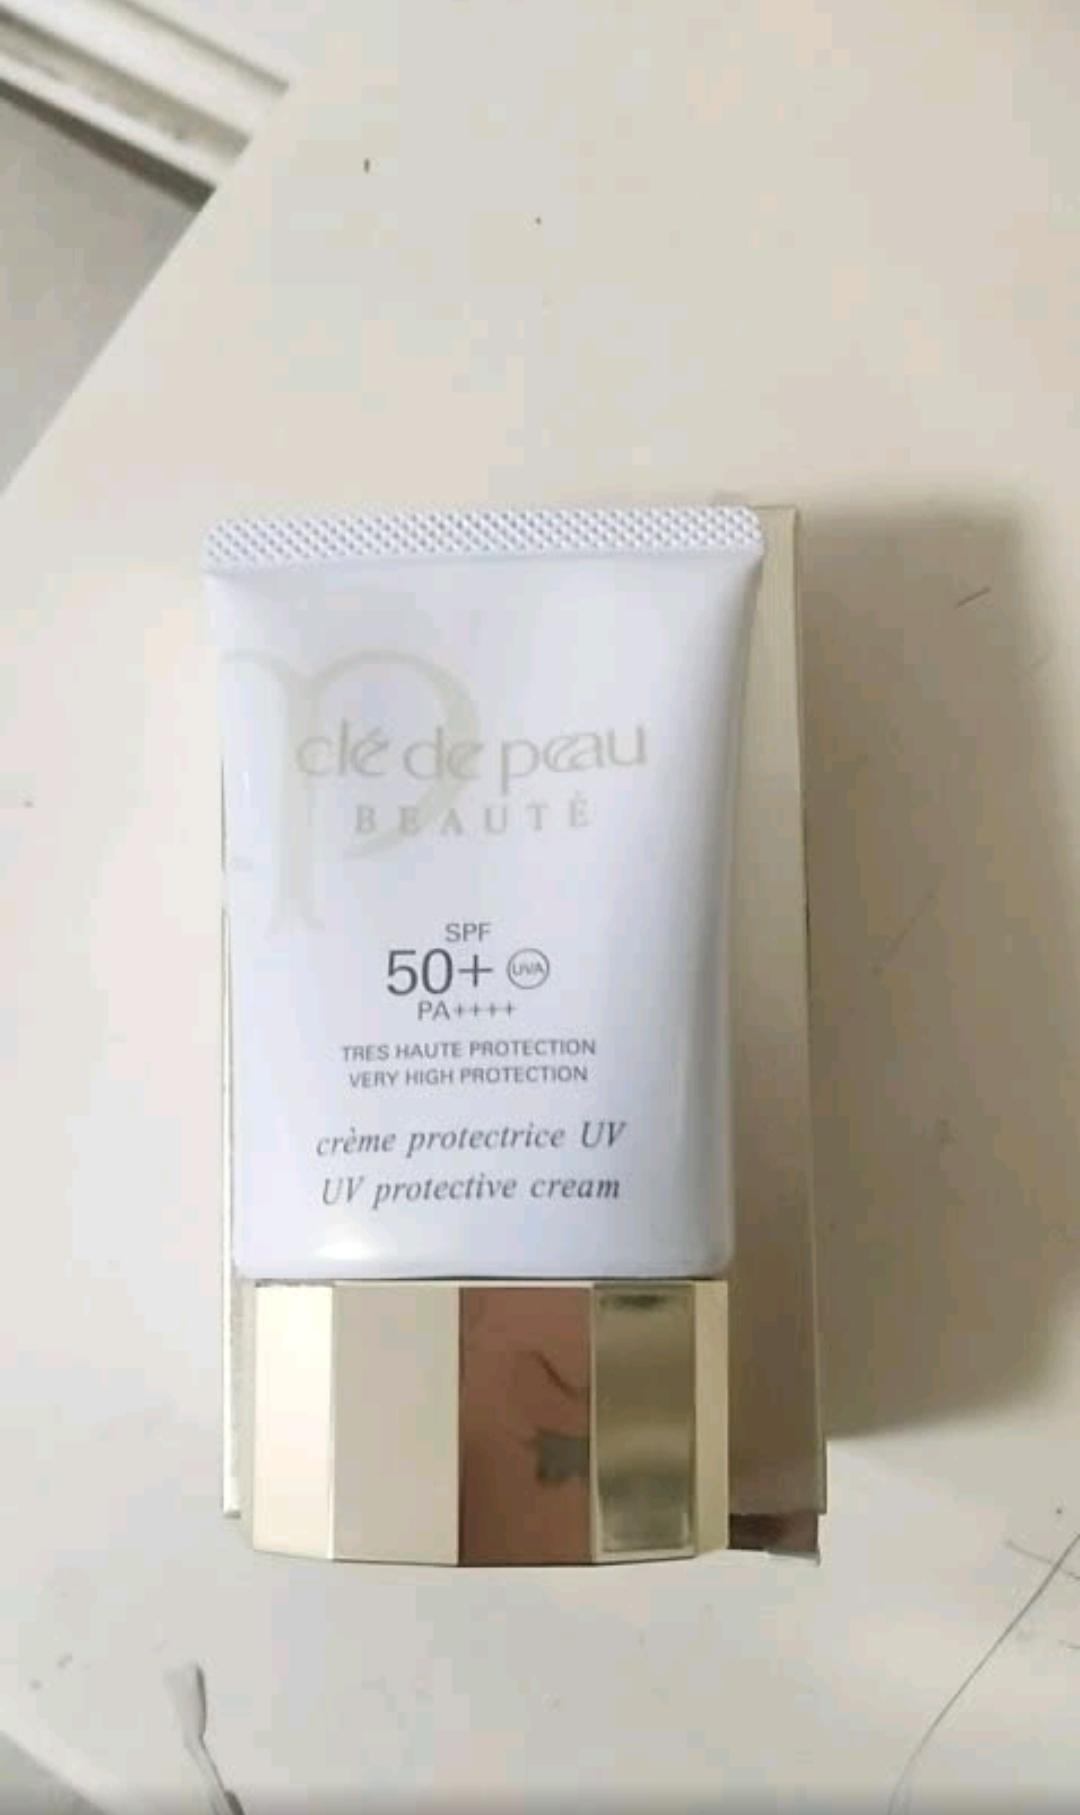 clé de peau
BEAUTÉ
SPF
50+ UVA
PA++++
TRES HAUTE PROTECTION
VERY HIGH PROTECTION
crème protectrice UV
UV protective cream